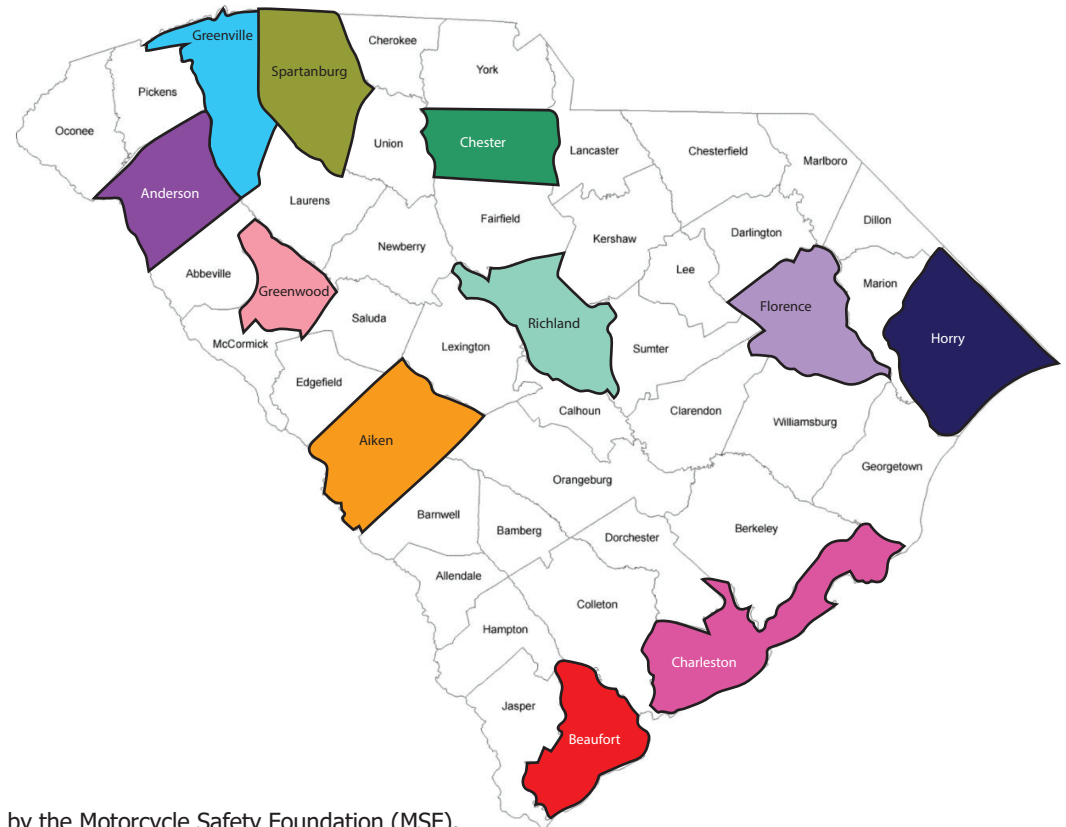 Greenville
Cherokee
Spartanburg
York
Pickens
Oconee
Union
Chester
Lancaster
Chesterfield
Marlboro
Anderson
Laurens
Fairfield
Dillon
Darlington
Kershaw
Newberry
Abbeville
Lee
Marion
Greenwood
Florence
Saluda
Richland
Horry
McCormick
Lexington
Sumter
Edgefield
Calhoun
Clarendon
Williamsburg
Aiken
Georgetown
Orangeburg
Barnwell
Bamberg
Berkeley
Dorchester
Allendale
Colleton
Hampton
Charleston
Jasper
Beaufort
by the Motorcycle Safety Foundation (MSF).